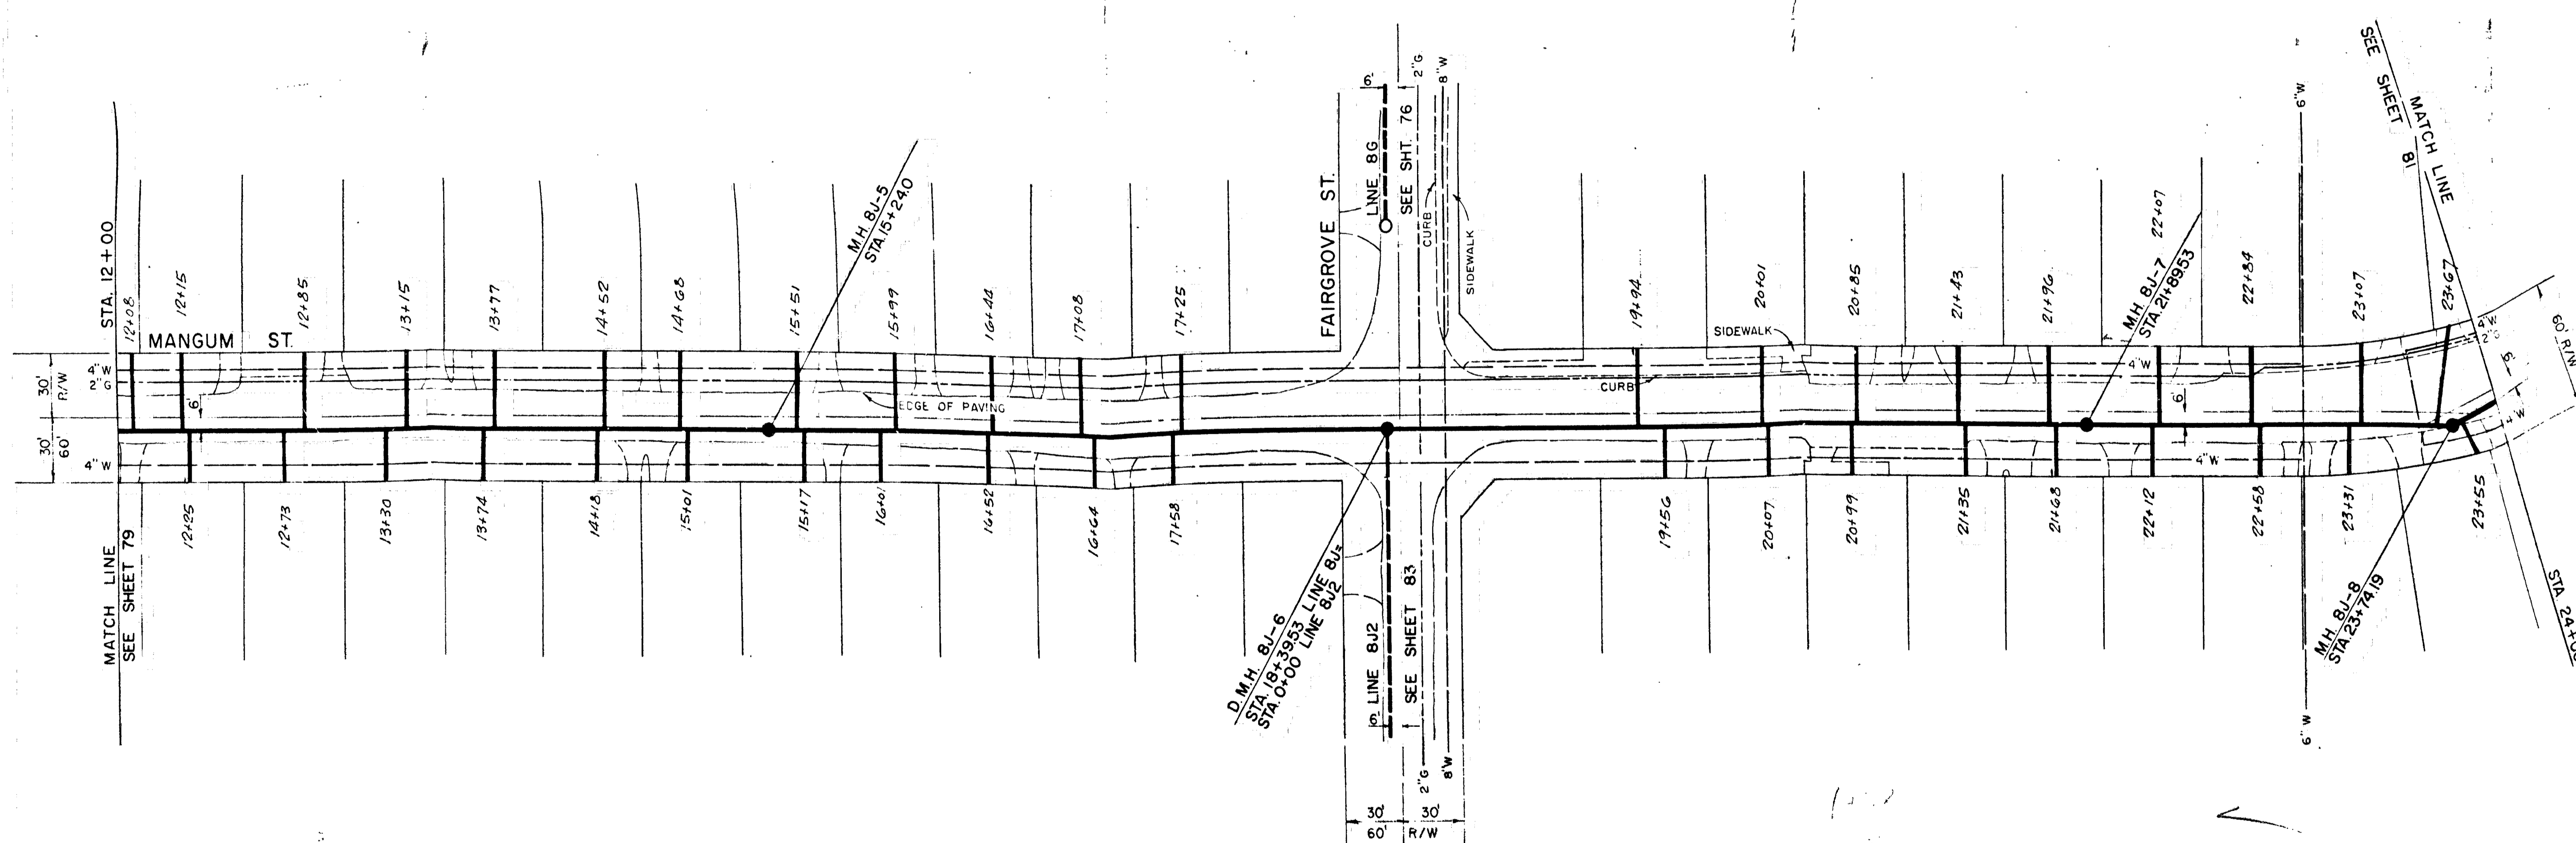 STA. 12+00
12+08
12+15
12+85
13+15
13+77
14+52
14+68
15+51
M.H. 8J-5
STA.15+24.0
15+99
16+44
17+08
17+25
FAIRGROVE ST.
6'
LINE 8G
SEE SHT. 76
2"G
8"W
CURB
SIDEWALK
19+94
20+01
20+85
21+43
21+96
22+07
M.H. 8J-7
STA.21+89.53
22+84
6"W
23+07
23+67
SEE SHEET 81
MATCH LINE
MANGUM ST.
SIDEWALK
CURB
4"W
2"G
30'
R/W
6'
EDGE OF PAVING
4"W
6'
4"W
2"G
6'
60' R/W
30'
60'
4"W
4"W
4"W
MATCH LINE
SEE SHEET 79
12+25
12+73
13+30
13+74
14+18
15+01
15+17
16+01
16+52
16+64
17+58
D.M.H. 8J-6
STA. 18+39.53 LINE 8J=
STA. 0+00 LINE 8J2
6'
LINE 8J2
SEE SHEET 83
2"G
8"W
30'
30'
60'
R/W
19+56
20+07
20+99
21+35
21+68
22+12
22+58
23+31
23+55
M.H. 8J-8
STA.23+74.19
6"W